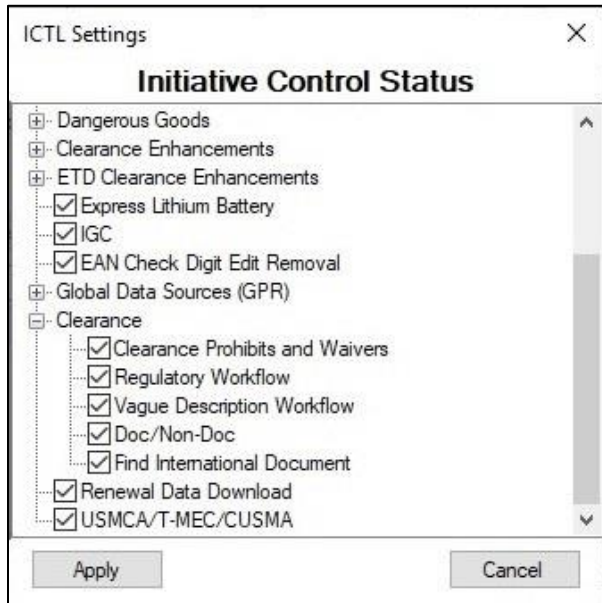 ICTL Settings
Initiative Control Status
Dangerous Goods
Clearance Enhancements
ETD Clearance Enhancements
Express Lithium Battery
IGC
EAN Check Digit Edit Removal
Global Data Sources (GPR)
Clearance
Clearance Prohibits and Waivers
Regulatory Workflow
Vague Description Workflow
Doc/Non-Doc
Find International Document
Renewal Data Download
USMCA/T-MEC/CUSMA
Apply Cancel